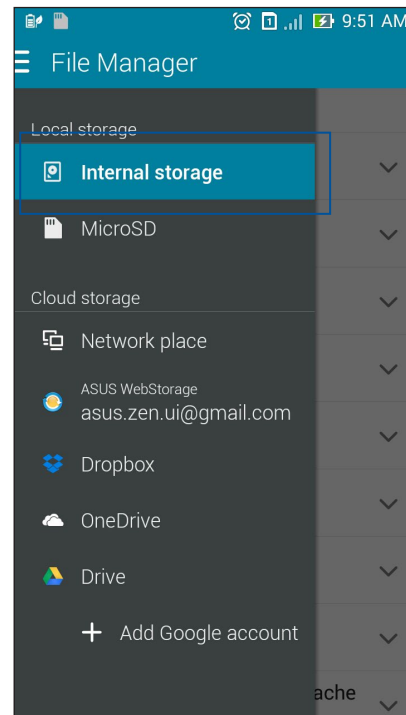 1 9:51 AM
File Manager
Local storage
Internal storage
MicroSD
Cloud storage
Network place
ASUS WebStorage
asus.zen.ui@gmail.com
Dropbox
OneDrive
Drive
+ Add Google account
ache